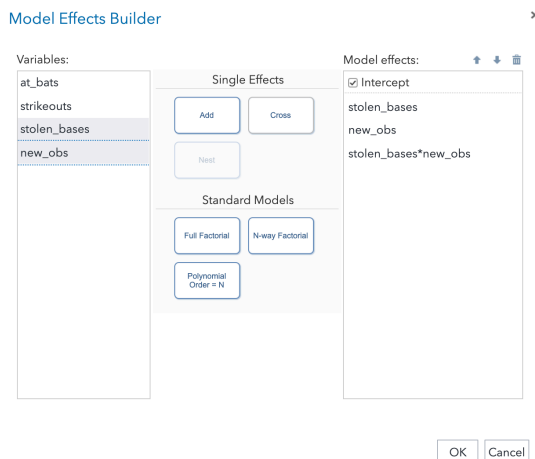 Model Effects Builder
Variables:
at_bats
strikeouts
stolen_bases
new_obs
Single Effects
Add
Cross
Nest
Standard Models
Full Factorial
N-way Factorial
Polynomial
Order = N
Model effects:
Intercept
stolen_bases
new_obs
stolen_bases*new_obs
OK
Cancel